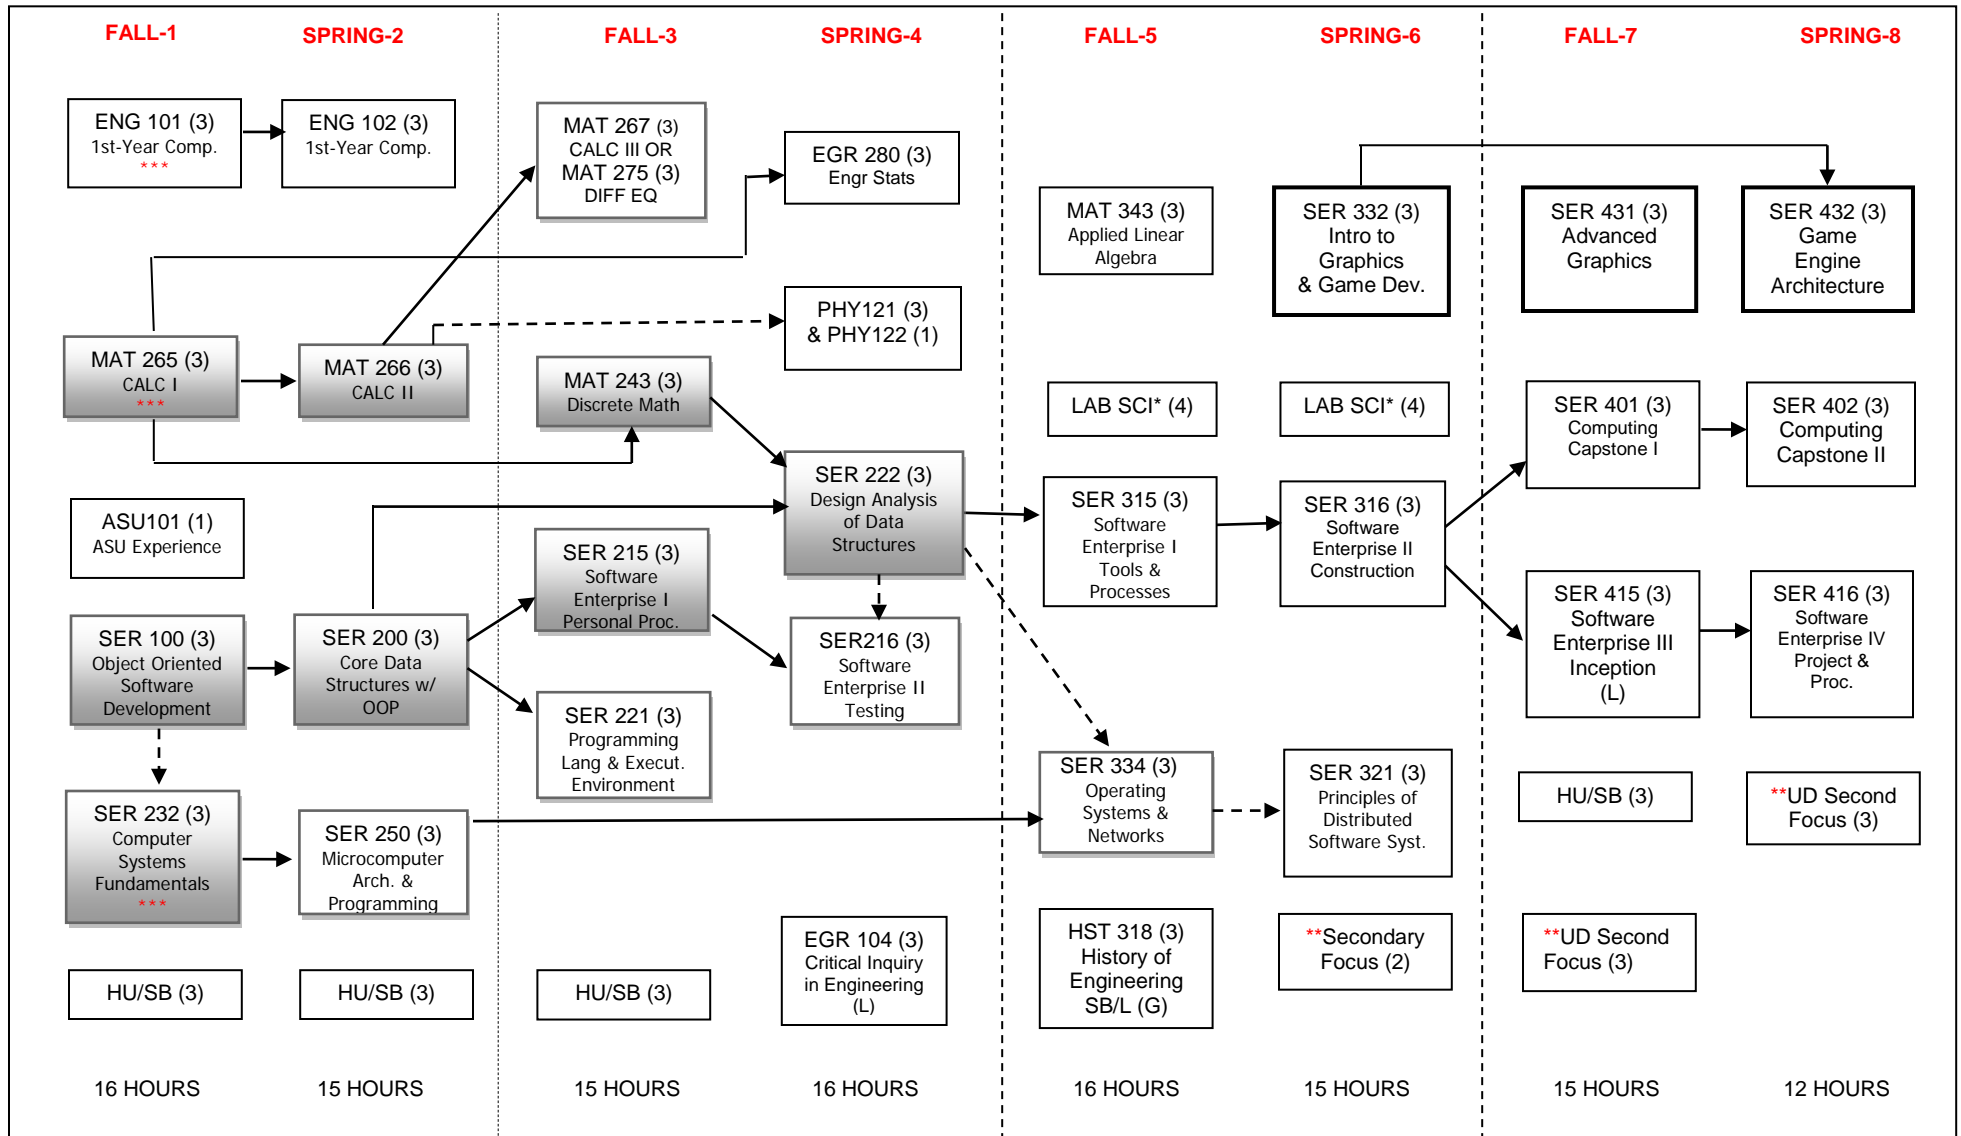 FALL-1
SPRING-2
FALL-3
SPRING-4
FALL-5
SPRING-6
FALL-7
SPRING-8
ENG 101 (3)
1st-Year Comp.
***
MAT 265 (3)
CALC I
***
ASU101 (1)
ASU Experience
SER 100 (3)
Object Oriented
Software
Development
SER 232 (3)
Computer
Systems
Fundamentals
***
HU/SB (3)
16 HOURS
ENG 102 (3)
1st-Year Comp.
MAT 266 (3)
CALC II
SER 200 (3)
Core Data
Structures w/
OOP
SER 250 (3)
Microcomputer
Arch. &
Programming
HU/SB (3)
15 HOURS
MAT 267 (3)
CALC III OR
MAT 275 (3)
DIFF EQ
MAT 243 (3)
Discrete Math
SER 215 (3)
Software
Enterprise I
Personal Proc.
SER 221 (3)
Programming
Lang & Execut.
Environment
HU/SB (3)
15 HOURS
EGR 280 (3)
Engr Stats
PHY121 (3)
& PHY122 (1)
SER 222 (3)
Design Analysis
of Data
Structures
SER216 (3)
Software
Enterprise II
Testing
EGR 104 (3)
Critical Inquiry
in Engineering
(L)
16 HOURS
MAT 343 (3)
Applied Linear
Algebra
LAB SCI* (4)
SER 315 (3)
Software
Enterprise I
Tools &
Processes
SER 334 (3)
Operating
Systems &
Networks
HST 318 (3)
History of
Engineering
SB/L (G)
16 HOURS
SER 332 (3)
Intro to
Graphics
& Game Dev.
LAB SCI* (4)
SER 316 (3)
Software
Enterprise II
Construction
SER 321 (3)
Principles of
Distributed
Software Syst.
**Secondary
Focus (2)
15 HOURS
SER 431 (3)
Advanced
Graphics
SER 401 (3)
Computing
Capstone I
SER 415 (3)
Software
Enterprise III
Inception
(L)
HU/SB (3)
**UD Second
Focus (3)
15 HOURS
SER 432 (3)
Game
Engine
Architecture
SER 402 (3)
Computing
Capstone II
SER 416 (3)
Software
Enterprise IV
Project &
Proc.
**UD Second
Focus (3)
12 HOURS